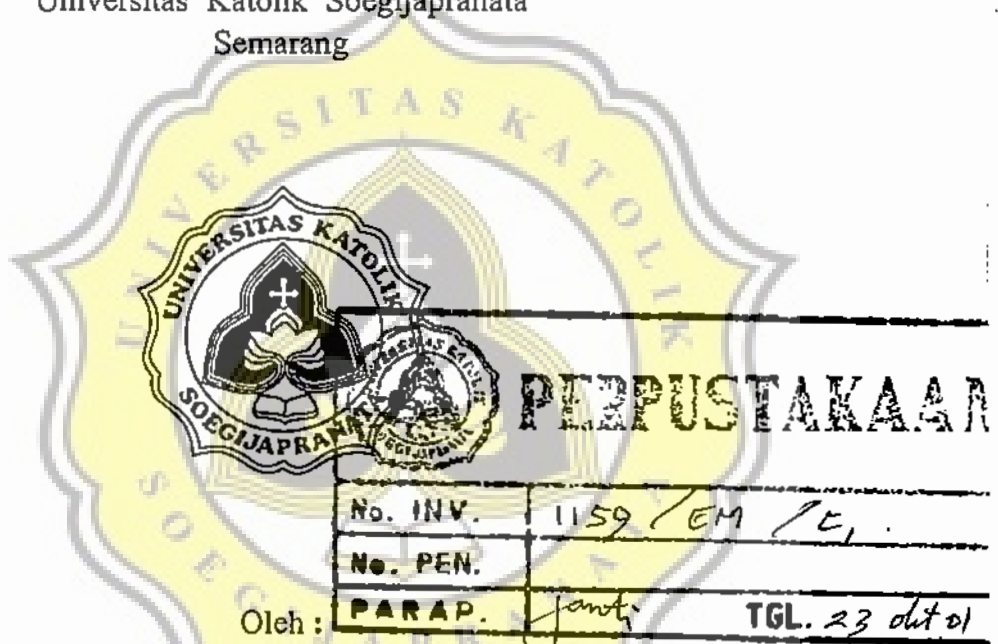 Universitas Katolik Soegijapranata
Semarang
UNIVERSITAS KATOLIK
SOEGIJAPRANATA
UNIVERSITAS KATOLIK
SOEGIJAPRANATA
PERPUSTAKAAN
No. INV. 1159 / EM / E,
No. PEN.
Oleh :
PARAP. TGL. 23 okt 01